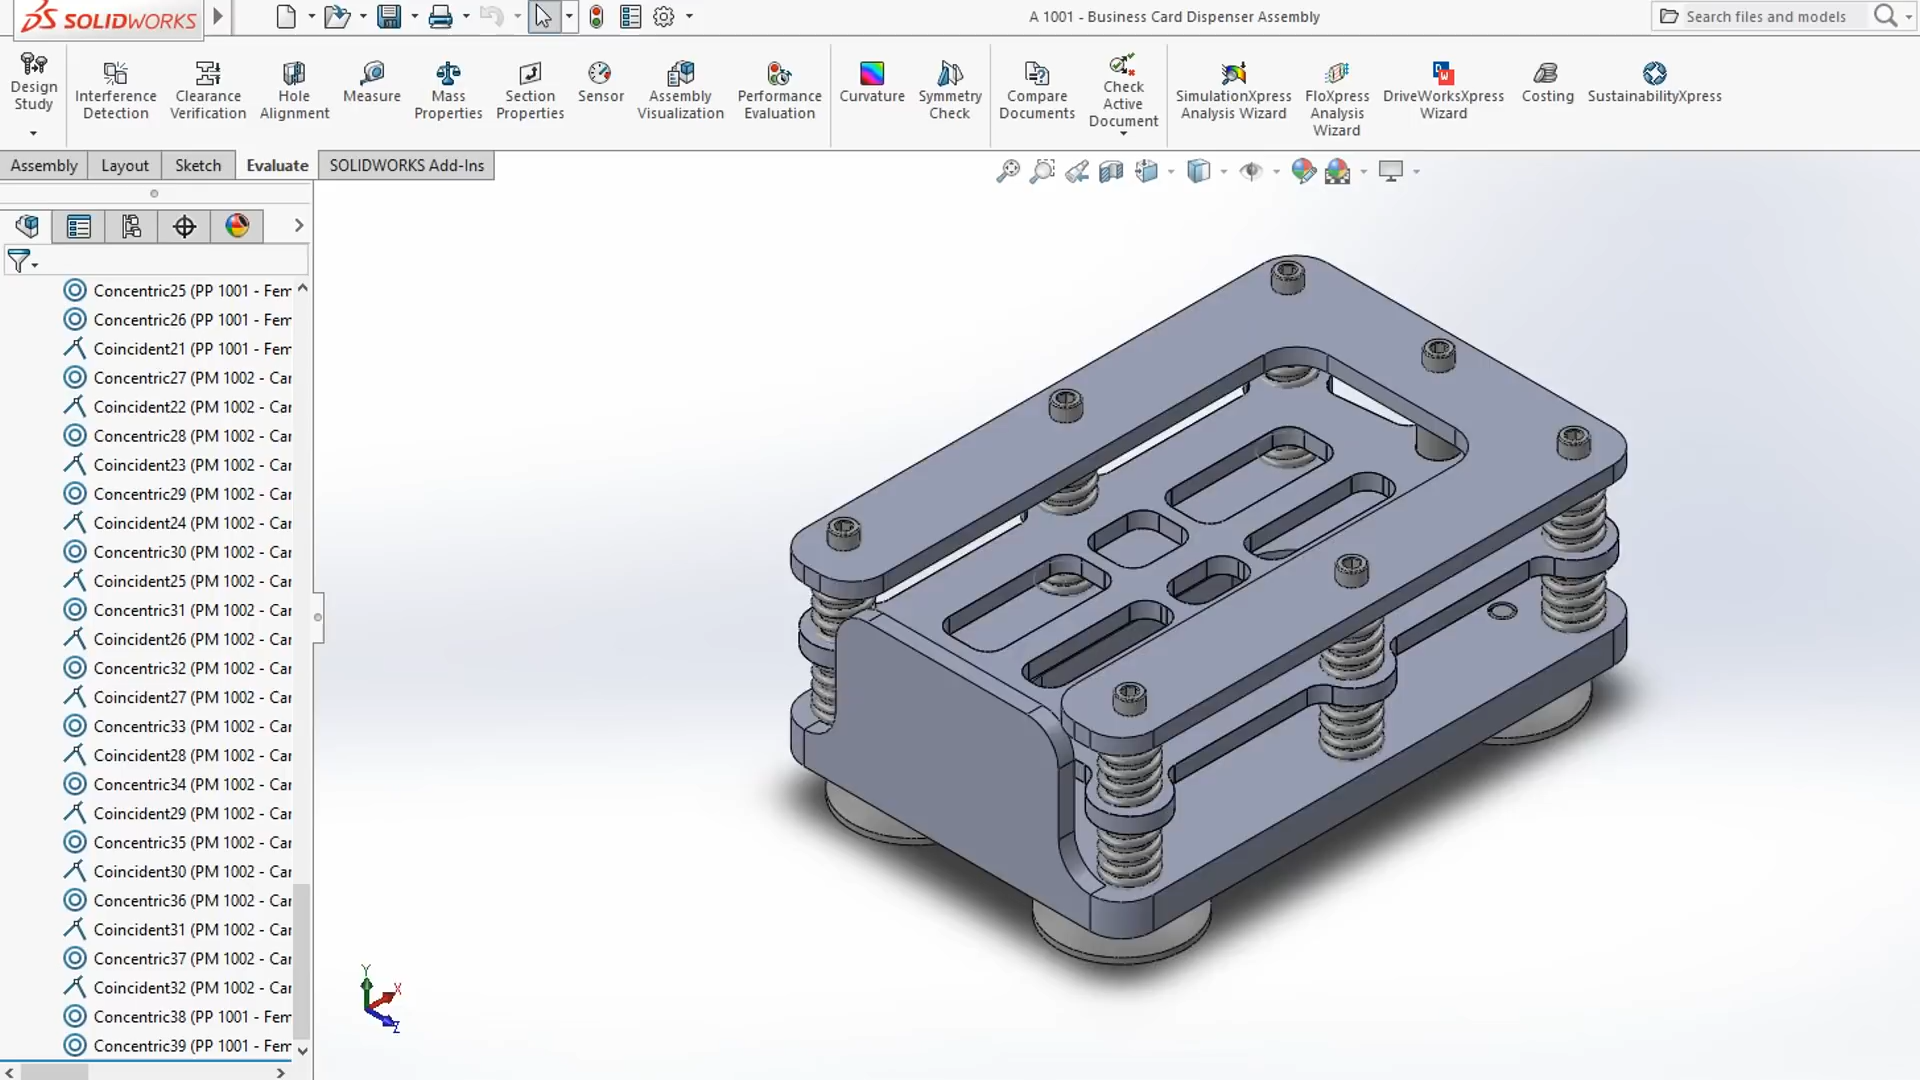 SOLIDWORKS
A 1001 - Business Card Dispenser Assembly
Search files and models
Design Study
Interference Detection
Clearance Verification
Hole Alignment
Measure
Mass Properties
Section Properties
Sensor
Assembly Visualization
Performance Evaluation
Curvature
Symmetry Check
Compare Documents
Check Active Document
SimulationXpress Analysis Wizard
FloXpress Analysis Wizard
DriveWorksXpress Wizard
Costing
SustainabilityXpress
Assembly
Layout
Sketch
Evaluate
SOLIDWORKS Add-Ins
Concentric25 (PP 1001 - Fem
Concentric26 (PP 1001 - Fem
Coincident21 (PP 1001 - Fem
Concentric27 (PM 1002 - Car
Coincident22 (PM 1002 - Car
Concentric28 (PM 1002 - Car
Coincident23 (PM 1002 - Car
Concentric29 (PM 1002 - Car
Coincident24 (PM 1002 - Car
Concentric30 (PM 1002 - Car
Coincident25 (PM 1002 - Car
Concentric31 (PM 1002 - Car
Coincident26 (PM 1002 - Car
Concentric32 (PM 1002 - Car
Coincident27 (PM 1002 - Car
Concentric33 (PM 1002 - Car
Coincident28 (PM 1002 - Car
Concentric34 (PM 1002 - Car
Coincident29 (PM 1002 - Car
Concentric35 (PM 1002 - Car
Coincident30 (PM 1002 - Car
Concentric36 (PM 1002 - Car
Coincident31 (PM 1002 - Car
Concentric37 (PM 1002 - Car
Coincident32 (PM 1002 - Car
Concentric38 (PP 1001 - Fem
Concentric39 (PP 1001 - Fem
Y
X
Z